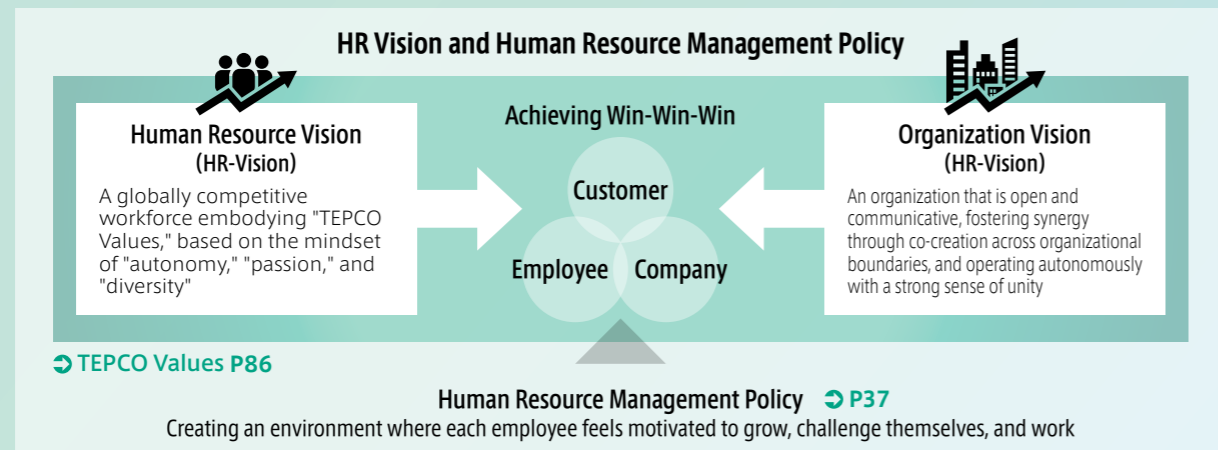 HR Vision and Human Resource Management Policy
Human Resource Vision
(HR-Vision)
A globally competitive
workforce embodying "TEPCO
Values," based on the mindset
of "autonomy," "passion," and
"diversity"
Achieving Win-Win-Win
Customer
Employee
Company
Organization Vision
(HR-Vision)
An organization that is open and
communicative, fostering synergy
through co-creation across organizational
boundaries, and operating autonomously
with a strong sense of unity
➲ TEPCO Values P86
Human Resource Management Policy ➲ P37
Creating an environment where each employee feels motivated to grow, challenge themselves, and work